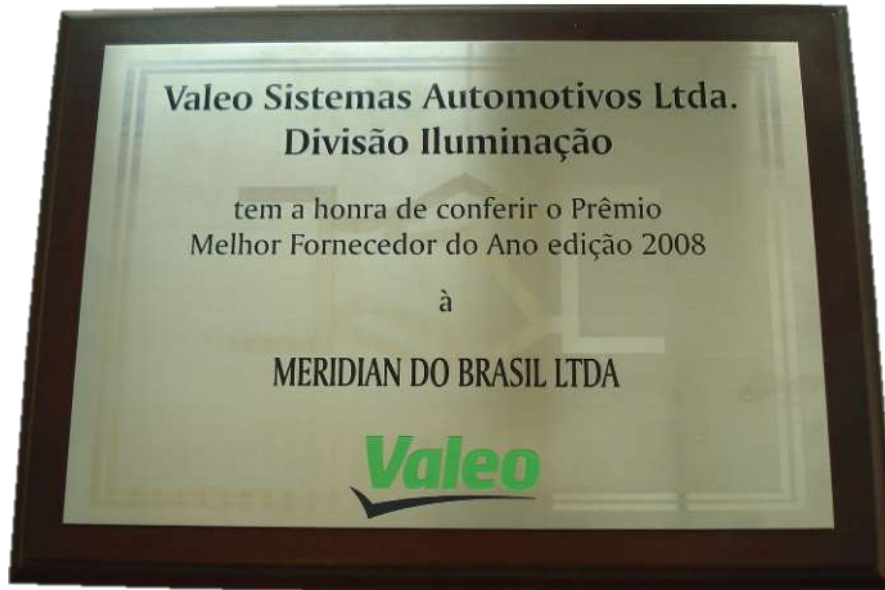 Valeo Sistemas Automotivos Ltda.
Divisão Iluminação
tem a honra de conferir o Prêmio
Melhor Fornecedor do Ano edição 2008
à
MERIDIAN DO BRASIL LTDA
Valeo